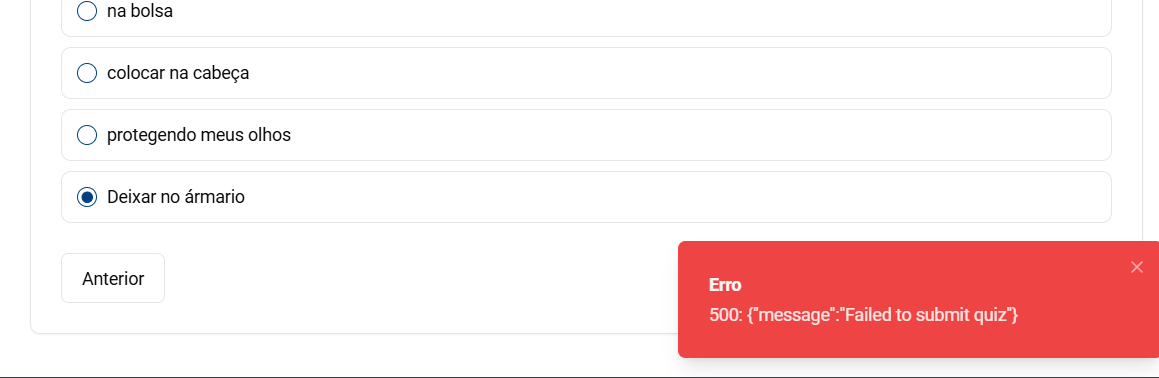 na bolsa
colocar na cabeça
protegendo meus olhos
Deixar no ármario
Anterior
Erro
500: {"message":"Failed to submit quiz"}